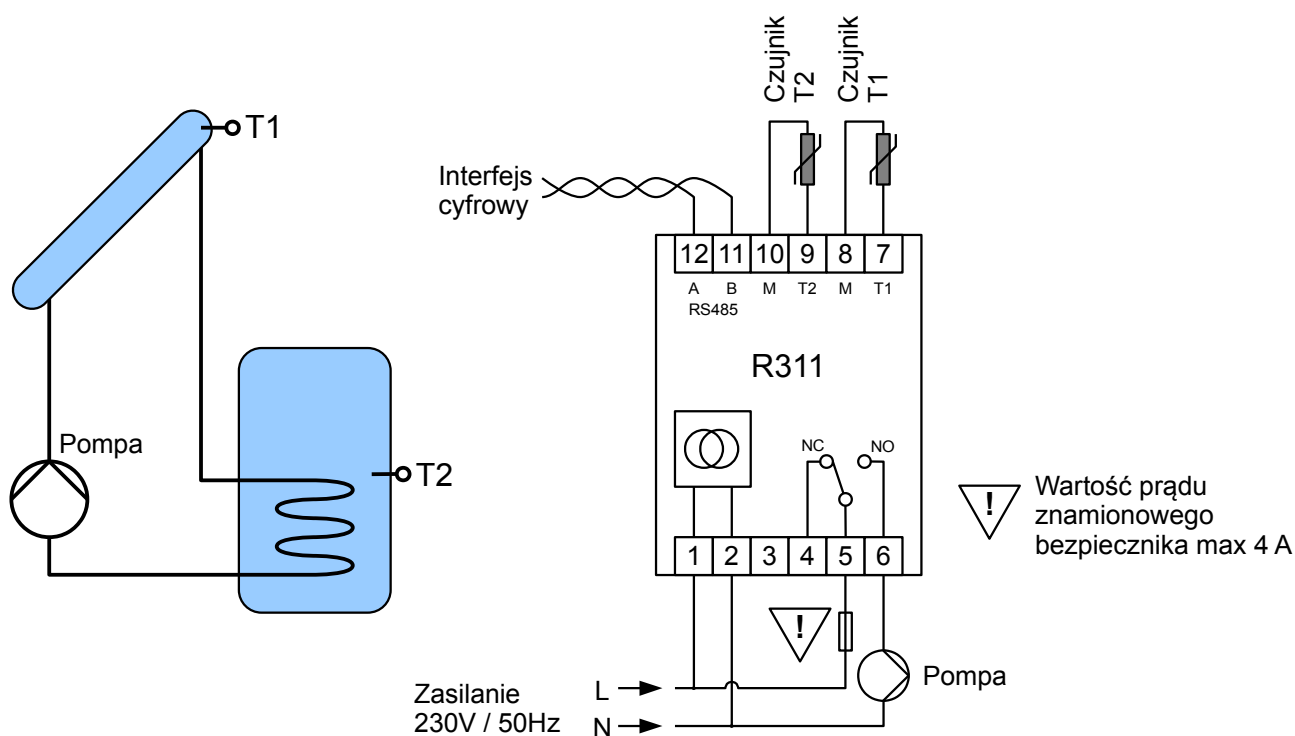 T1
Pompa
T2
Czujnik
T2
Czujnik
T1
Interfejs
cyfrowy
12 11 10 9 8 7
A B M T2 M T1
RS485
R311
NC NO
1 2 3 4 5 6
!
Wartość prądu
znamionowego
bezpiecznika max 4 A
!
Pompa
Zasilanie
230V / 50Hz
L
N